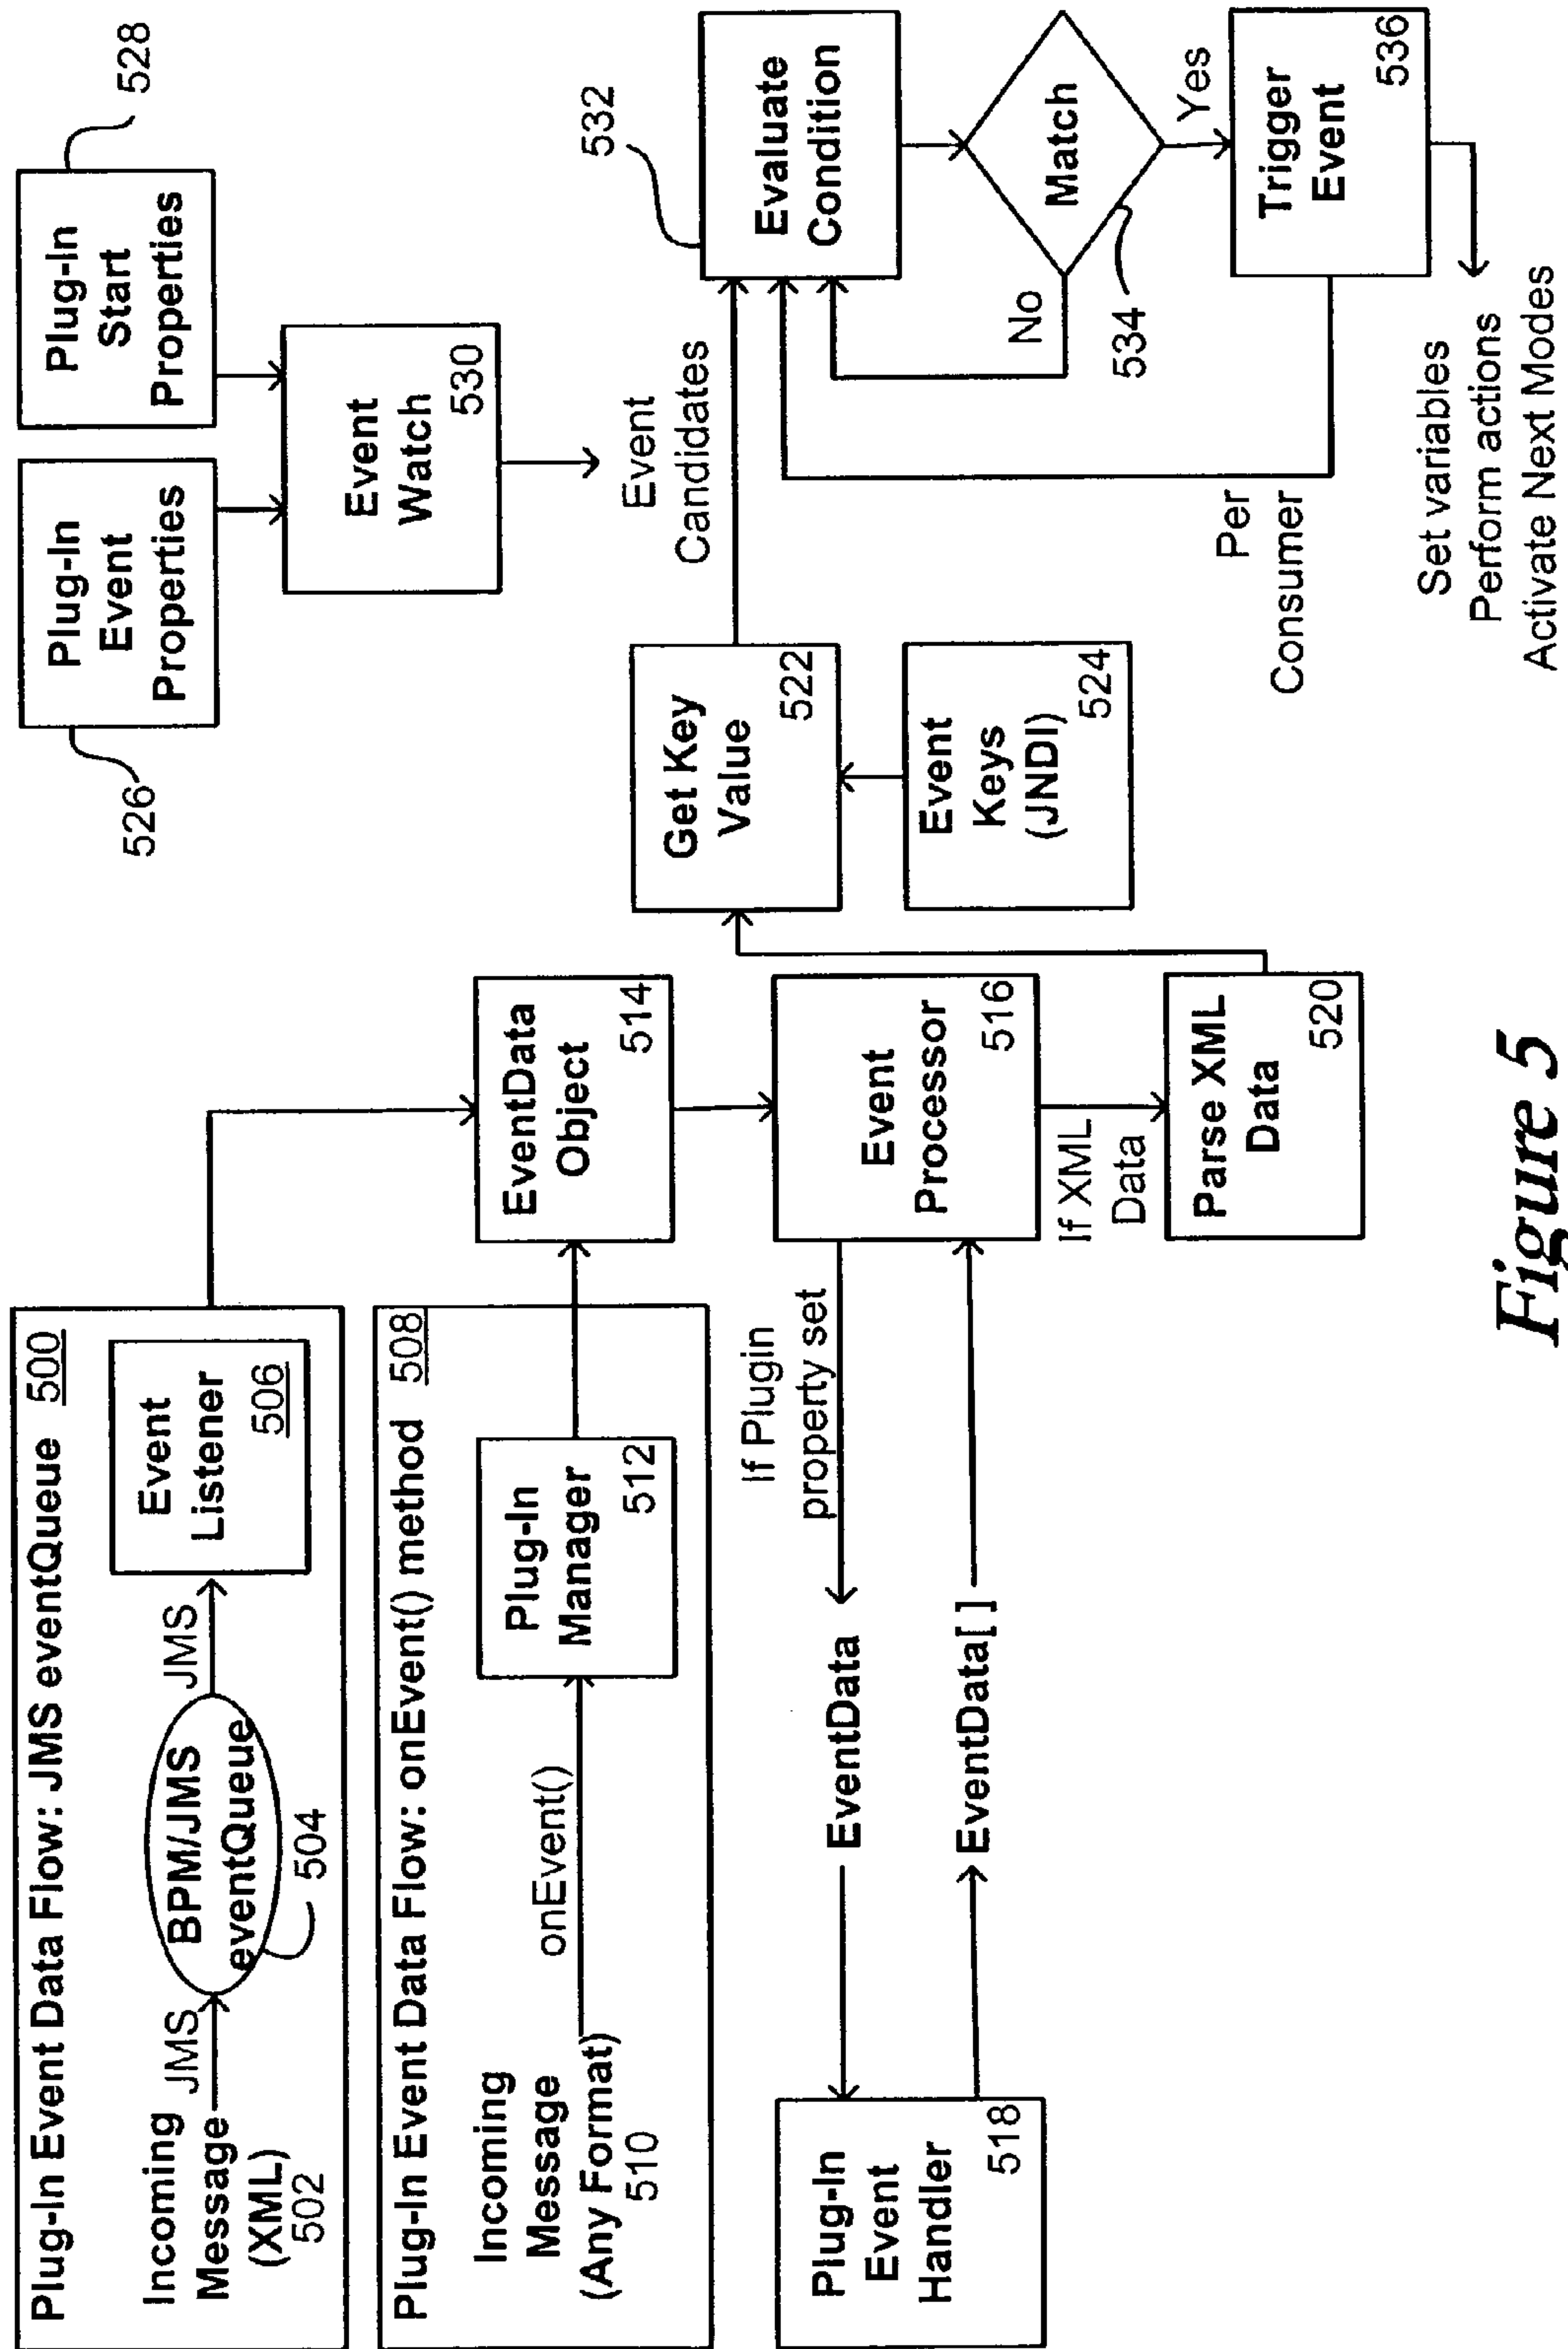 Plug-In Event Data Flow: JMS eventQueue 500
Incoming
Message
(XML)
502
JMS
BPM/JMS
eventQueue
504
JMS
Event
Listener
506
Plug-In Event Data Flow: onEvent() method 508
Incoming
Message
(Any Format)
510
onEvent()
Plug-In
Manager
512
EventData
Object
514
Plug-In
Event
Handler
518
EventData
EventData[ ]
If Plugin
property set
Event
Processor
516
If XML
Data
Parse XML
Data
520
Get Key
Value
522
Event
Keys
(JNDI)
524
526
Plug-In
Event
Properties
Plug-In
Start
Properties
528
Event
Watch
530
Event
Candidates
532
Evaluate
Condition
Match
534
No
Yes
Trigger
Event
536
Per
Consumer
Set variables
Perform actions
Activate Next Modes
Figure 5